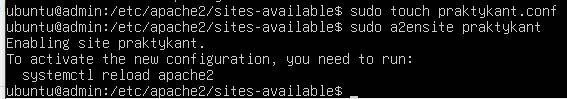 ubuntu@admin:/etc/apache2/sites-available$ sudo touch praktykant.conf
ubuntu@admin:/etc/apache2/sites-available$ sudo a2ensite praktykant
Enabling site praktykant.
To activate the new configuration, you need to run:
  systemctl reload apache2
ubuntu@admin:/etc/apache2/sites-available$ _